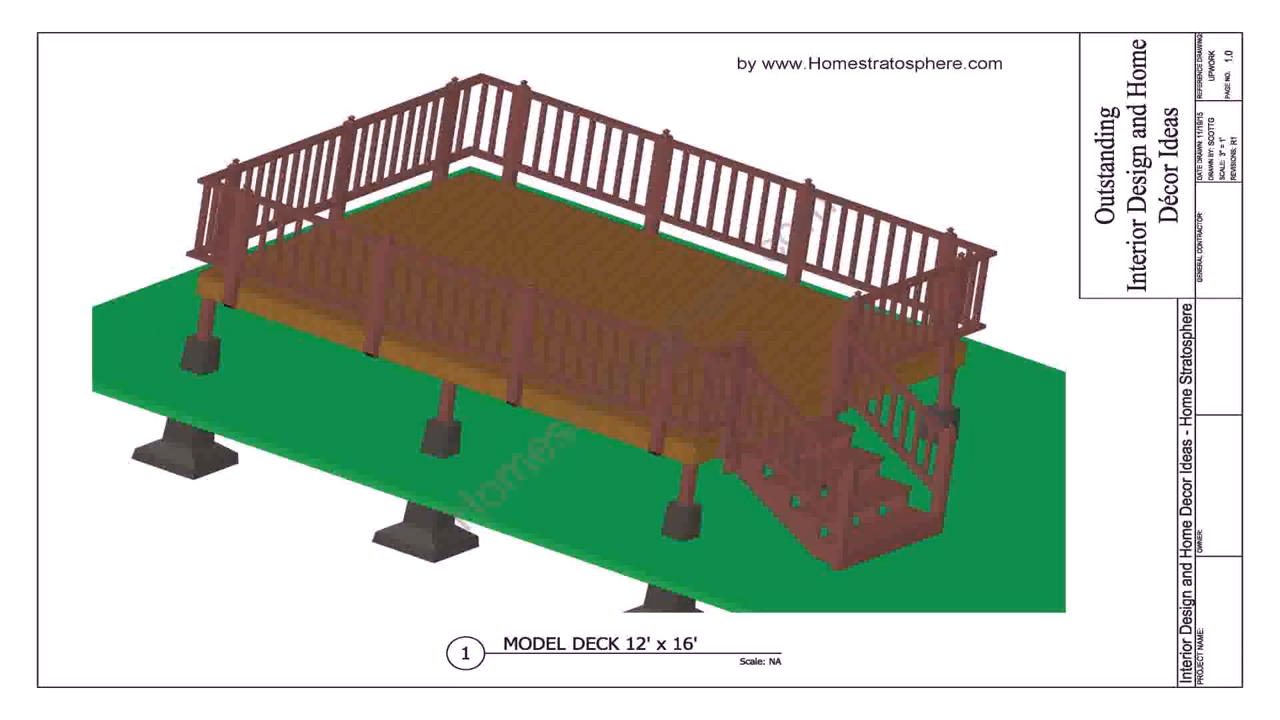 by www.Homestratosphere.com
Homes
1
MODEL DECK 12' x 16'
Scale: NA
Outstanding
Interior Design and Home
Décor Ideas
REFERENCE DRAWING:
UPWORK
PAGE NO. 1.0
DATE DRAWN: 11/19/15
DRAWN BY: SCOTTG
SCALE: 3" = 1'
REVISIONS: R1
GENERAL CONTRACTOR:
OWNER:
Interior Design and Home Decor Ideas - Home Stratosphere
PROJECT NAME: